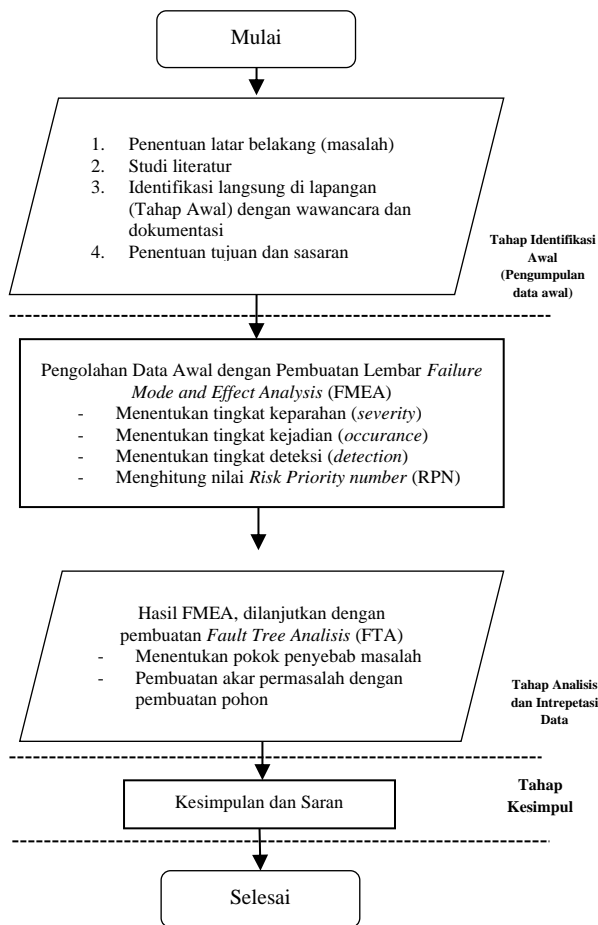 Mulai
1. Penentuan latar belakang (masalah)
2. Studi literatur
3. Identifikasi langsung di lapangan
(Tahap Awal) dengan wawancara dan
dokumentasi
4. Penentuan tujuan dan sasaran
Tahap Identifikasi
Awal
(Pengumpulan
data awal)
Pengolahan Data Awal dengan Pembuatan Lembar Failure
Mode and Effect Analysis (FMEA)
- Menentukan tingkat keparahan (severity)
- Menentukan tingkat kejadian (occurance)
- Menentukan tingkat deteksi (detection)
- Menghitung nilai Risk Priority number (RPN)
Hasil FMEA, dilanjutkan dengan
pembuatan Fault Tree Analisis (FTA)
- Menentukan pokok penyebab masalah
- Pembuatan akar permasalah dengan
pembuatan pohon
Tahap Analisis
dan Intrepetasi
Data
Kesimpulan dan Saran
Tahap
Kesimpul
Selesai